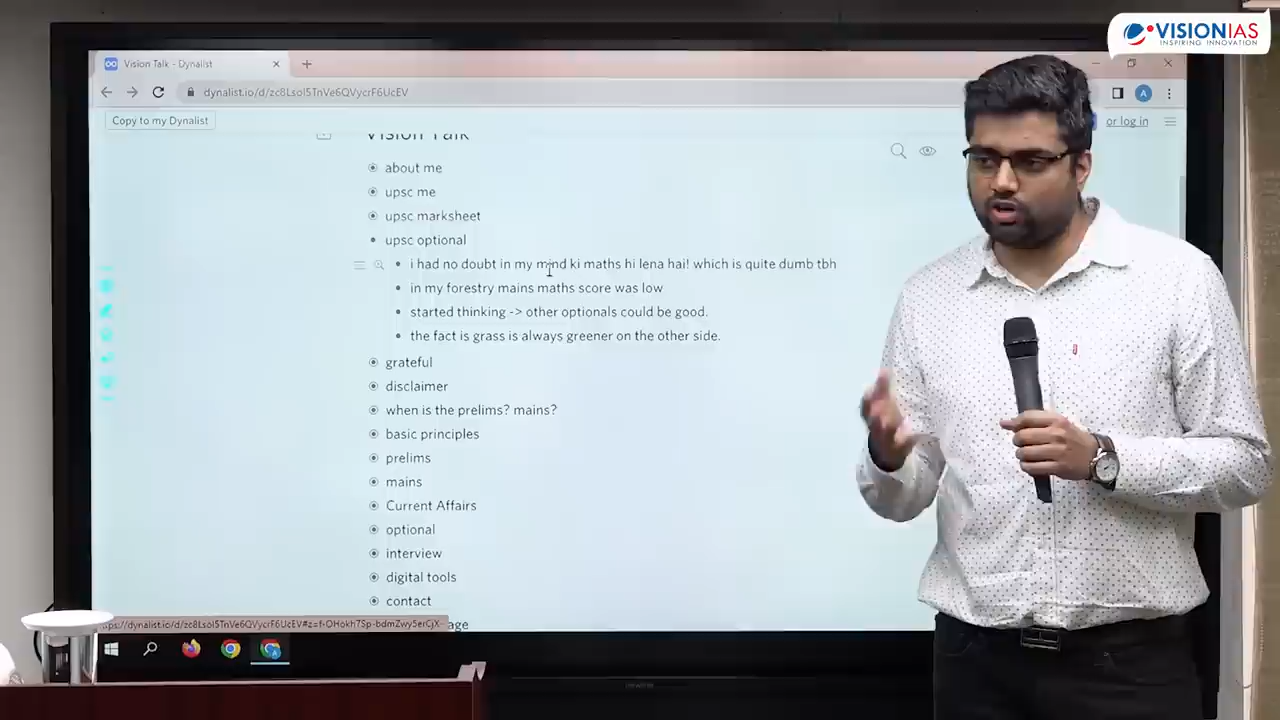 VISIONIAS
INSPIRING INNOVATION
Vision Talk - Dynalist
dynalist.io/d/zc8LsoI5TnVe6QVycrF6UcEV
A
Copy to my Dynalist
or log in
Vision Talk
about me
upsc me
upsc marksheet
upsc optional
i had no doubt in my mind ki maths hi lena hai! which is quite dumb tbh
in my forestry mains maths score was low
started thinking -> other optionals could be good.
the fact is grass is always greener on the other side.
grateful
disclaimer
when is the prelims? mains?
basic principles
prelims
mains
Current Affairs
optional
interview
digital tools
contact